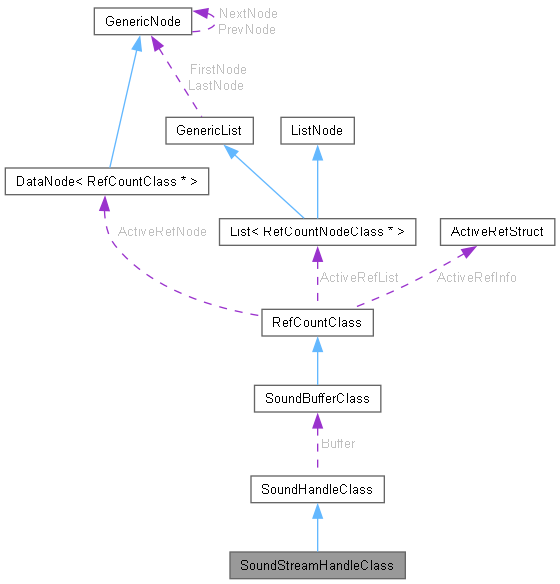 GenericNode
NextNode
PrevNode
FirstNode
LastNode
GenericList
ListNode
DataNode< RefCountClass * >
ActiveRefNode
List< RefCountNodeClass * >
ActiveRefStruct
ActiveRefList
ActiveRefInfo
RefCountClass
SoundBufferClass
Buffer
SoundHandleClass
SoundStreamHandleClass